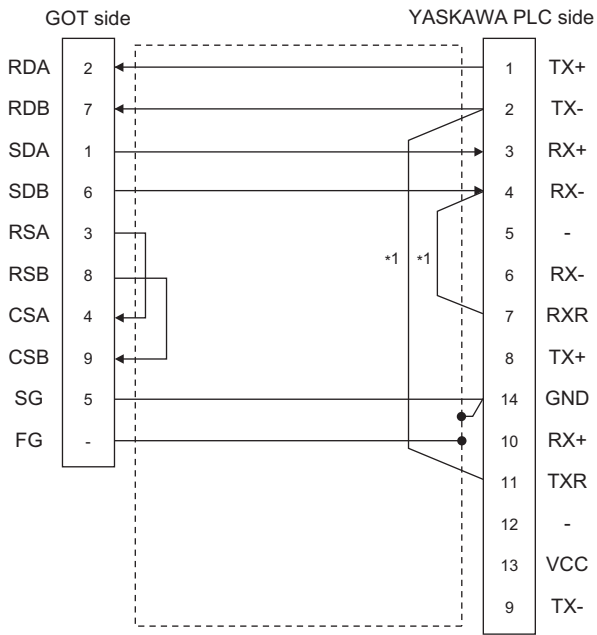 GOT side YASKAWA PLC side
RDA 2 1 TX+
RDB 7 2 TX-
SDA 1 3 RX+
SDB 6 4 RX-
RSA 3 5 -
RSB 8 *1 *1 6 RX-
CSA 4 7 RXR
CSB 9 8 TX+
SG 5 14 GND
FG - 10 RX+
11 TXR
12 -
13 VCC
9 TX-